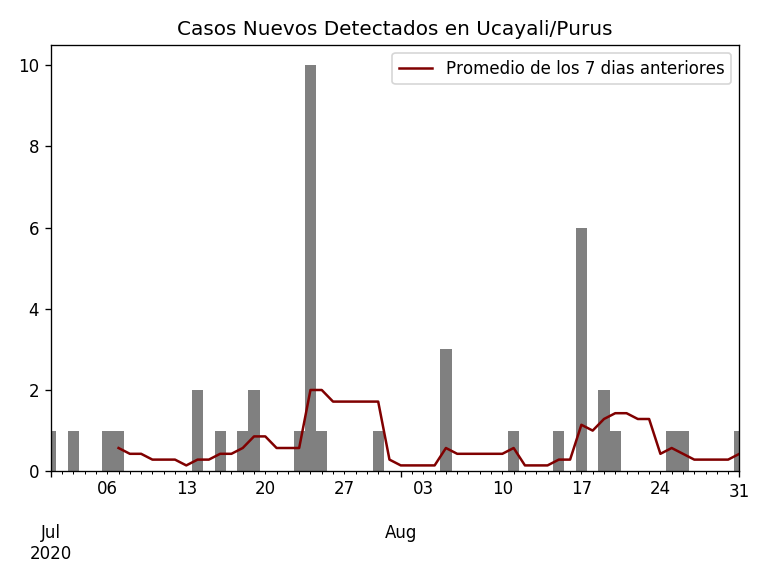 Casos Nuevos Detectados en Ucayali/Purus
Promedio de los 7 dias anteriores
10
8
6
4
2
0
06 13 20 27 03 10 17 24 31
Jul Aug
2020